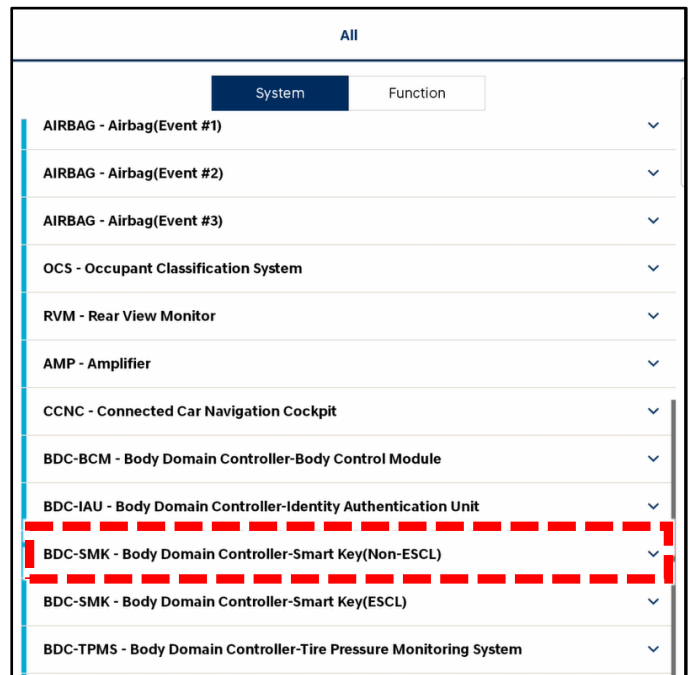 All
System
Function
AIRBAG - Airbag(Event #1)
AIRBAG - Airbag(Event #2)
AIRBAG - Airbag(Event #3)
OCS - Occupant Classification System
RVM - Rear View Monitor
AMP - Amplifier
CCNC - Connected Car Navigation Cockpit
BDC-BCM - Body Domain Controller-Body Control Module
BDC-IAU - Body Domain Controller-Identity Authentication Unit
BDC-SMK - Body Domain Controller-Smart Key(Non-ESCL)
BDC-SMK - Body Domain Controller-Smart Key(ESCL)
BDC-TPMS - Body Domain Controller-Tire Pressure Monitoring System